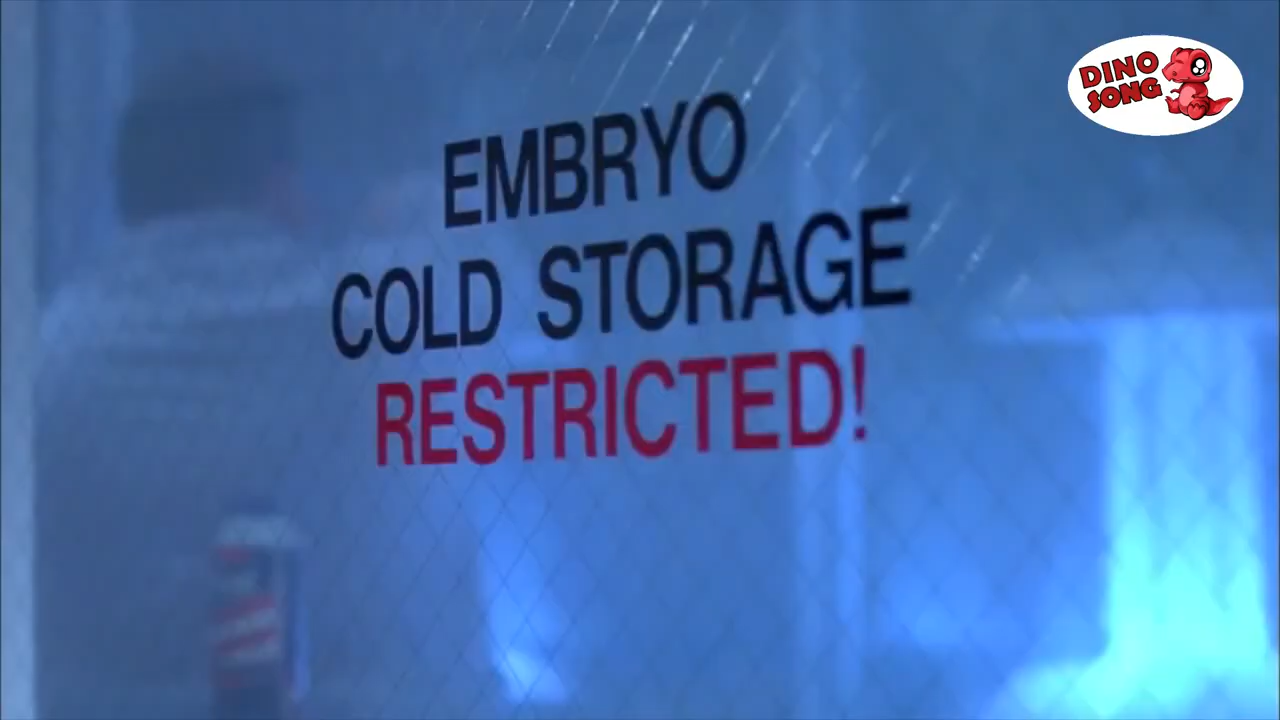 DINO
SONG
EMBRYO
COLD STORAGE
RESTRICTED!